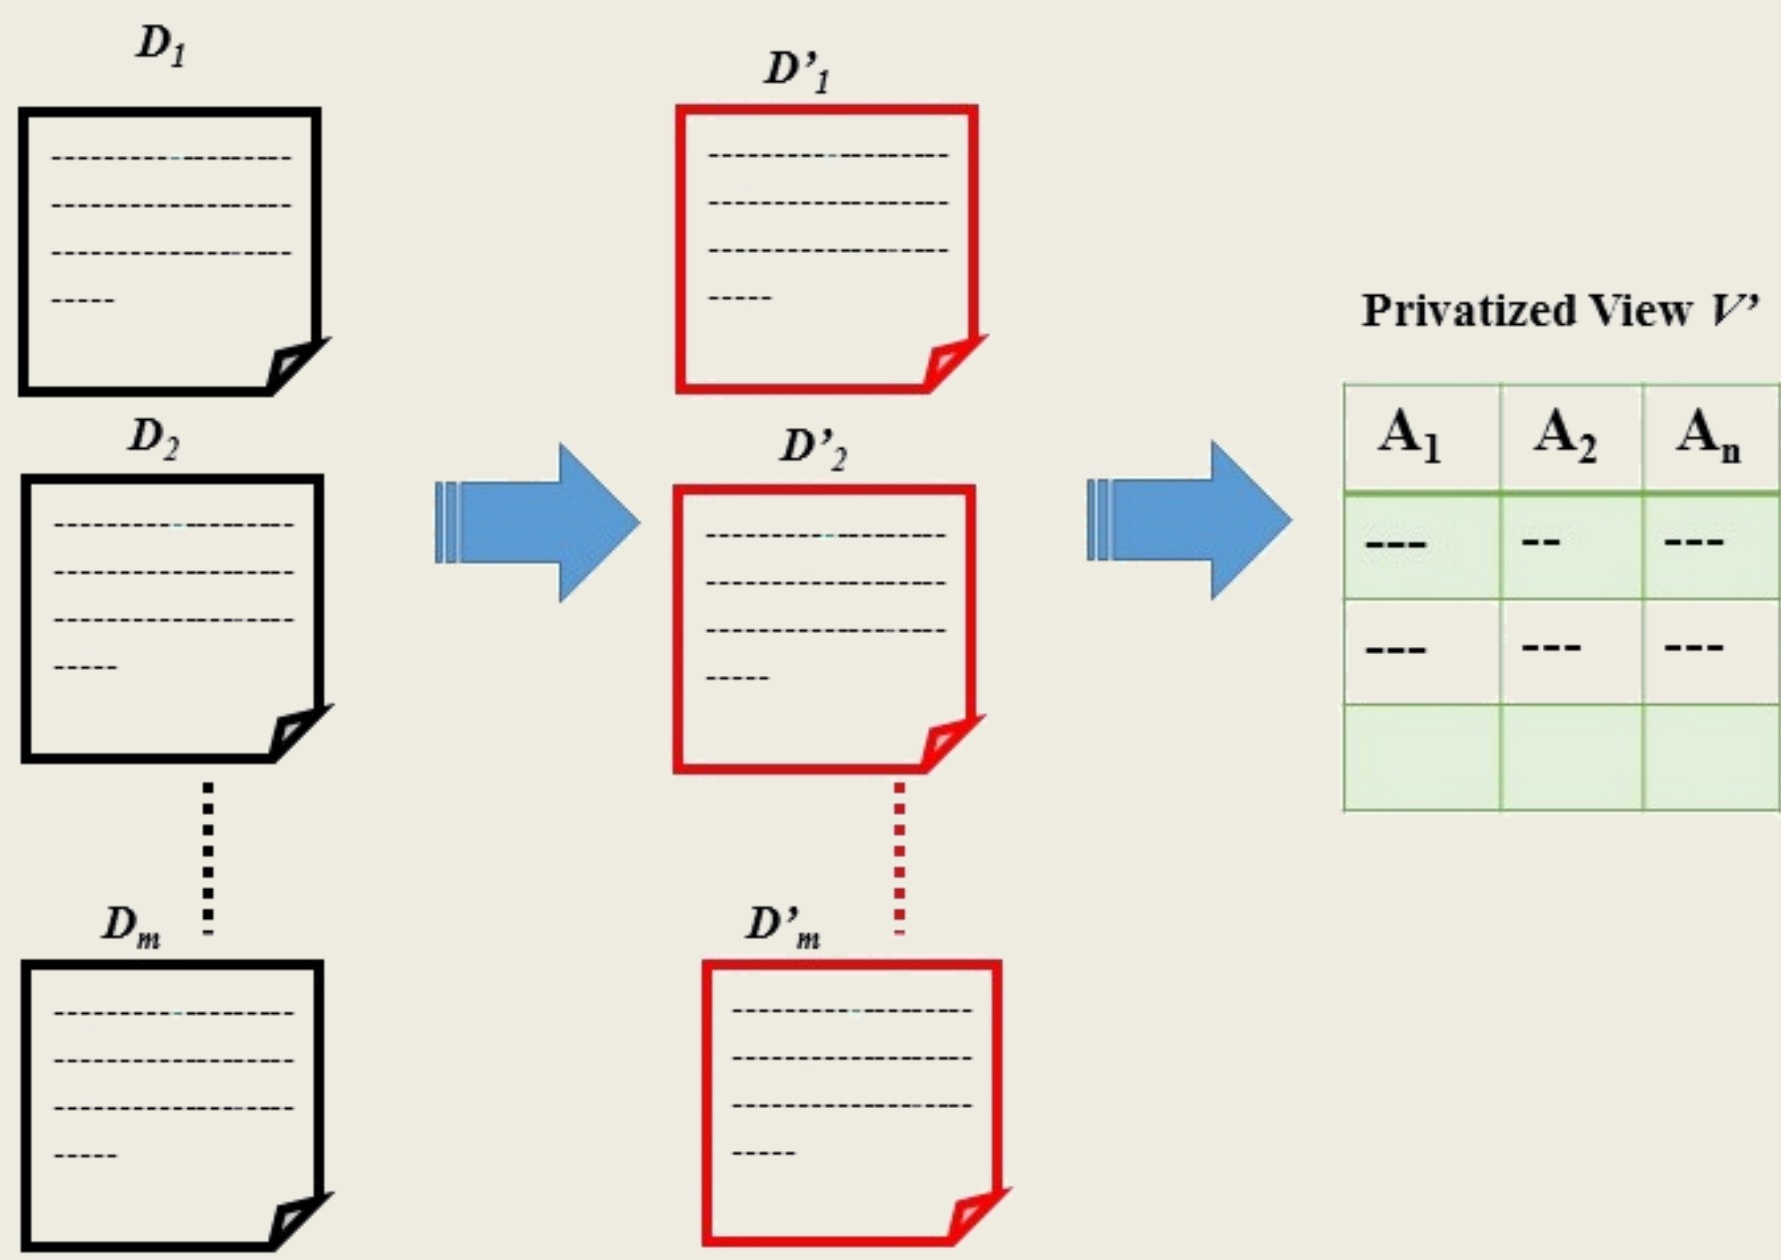 D1
D'1
Privatized View V'
D2
D'2
A1 A2 An
--- -- ---
--- --- ---
Dm
D'm